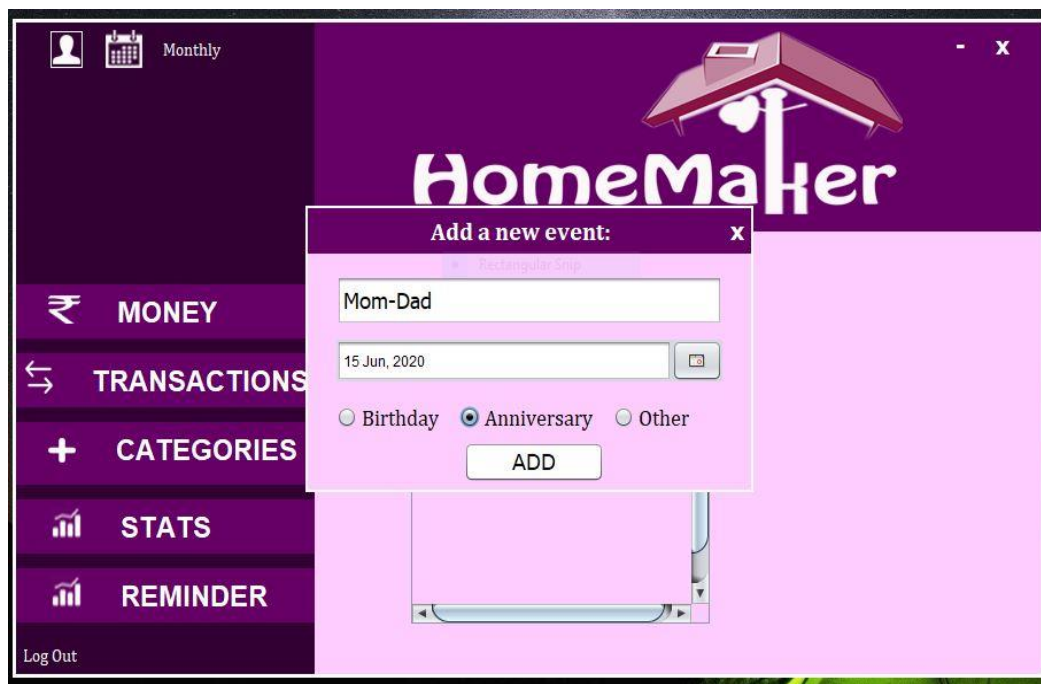 Monthly
- x
HomeMaker
Add a new event: x
Rectangular Snip
Mom-Dad
₹ MONEY
15 Jun, 2020
TRANSACTIONS
Birthday Anniversary Other
+ CATEGORIES
ADD
STATS
REMINDER
Log Out